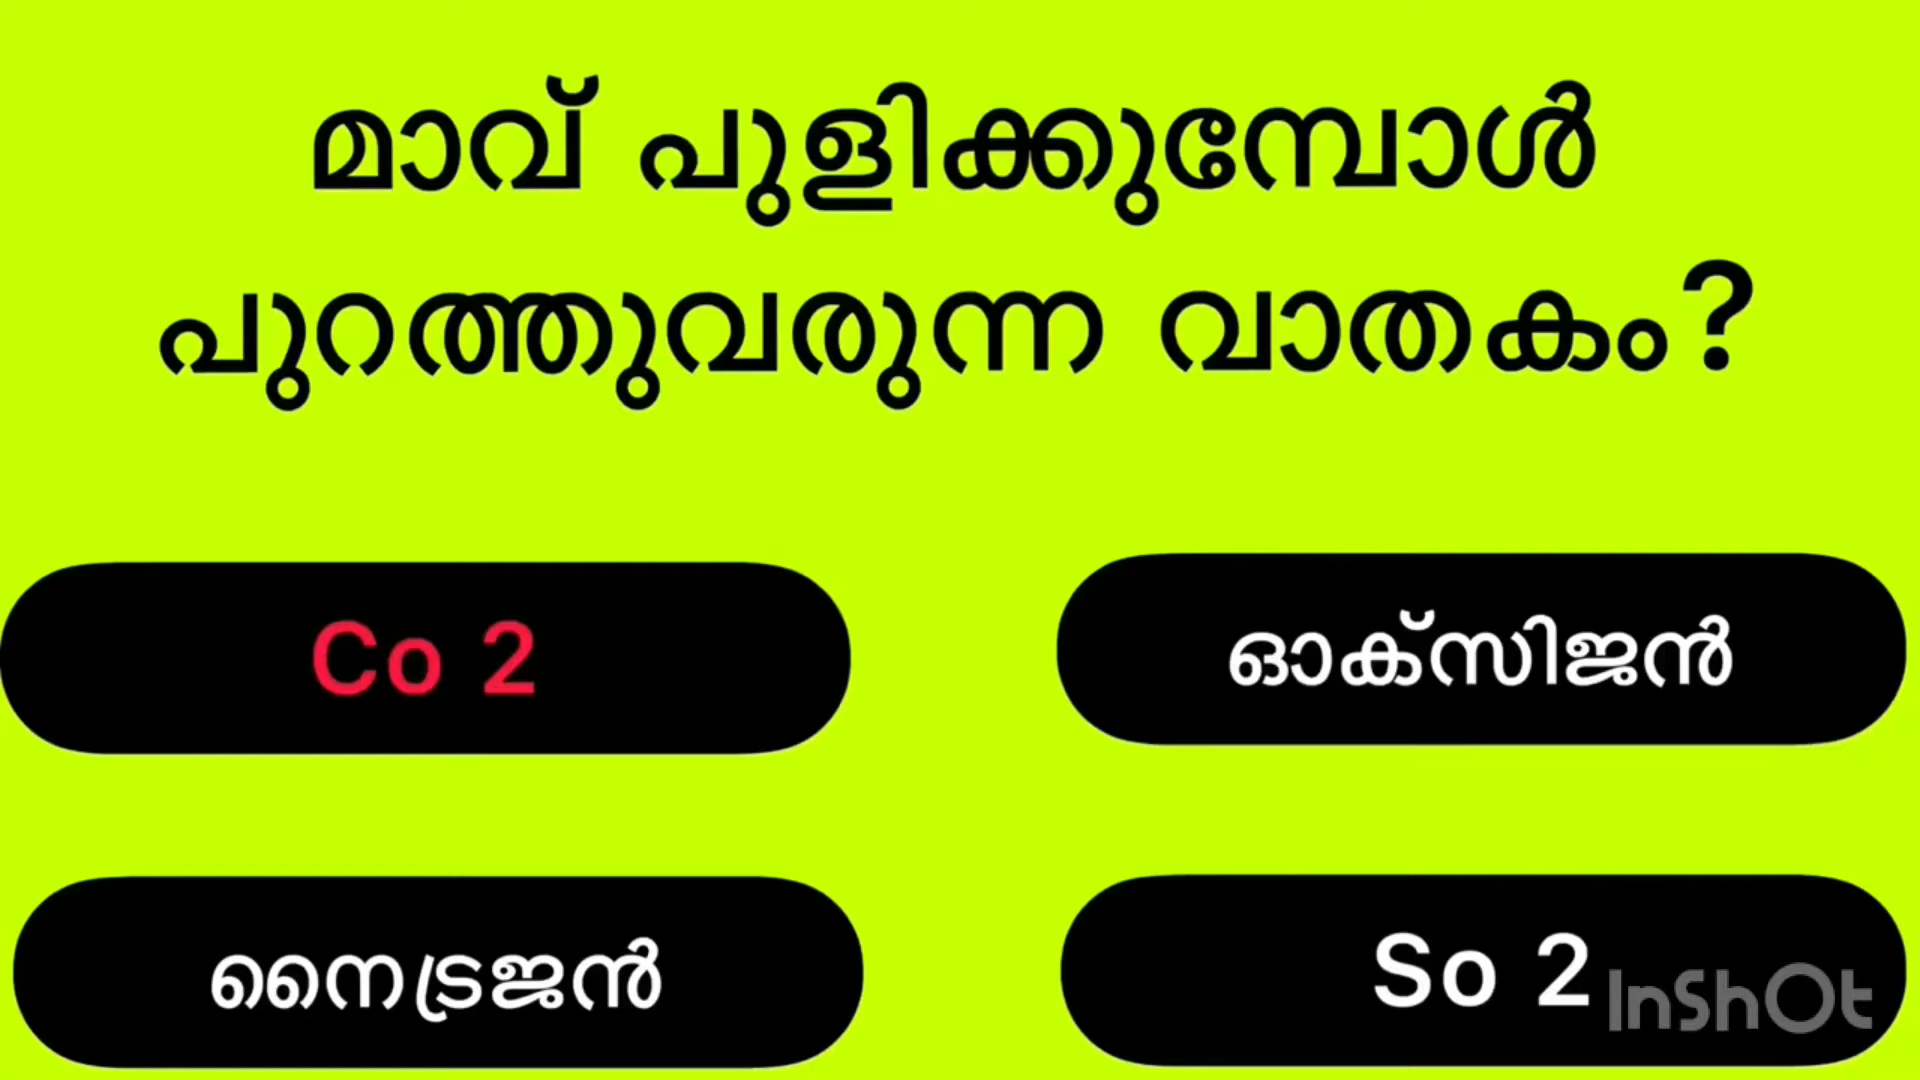 മാവ് പുളിക്കുമ്പോൾ
പുറത്തുവരുന്ന വാതകം?
Co 2
ഓക്സിജൻ
നൈട്രജൻ
So 2
InShOt